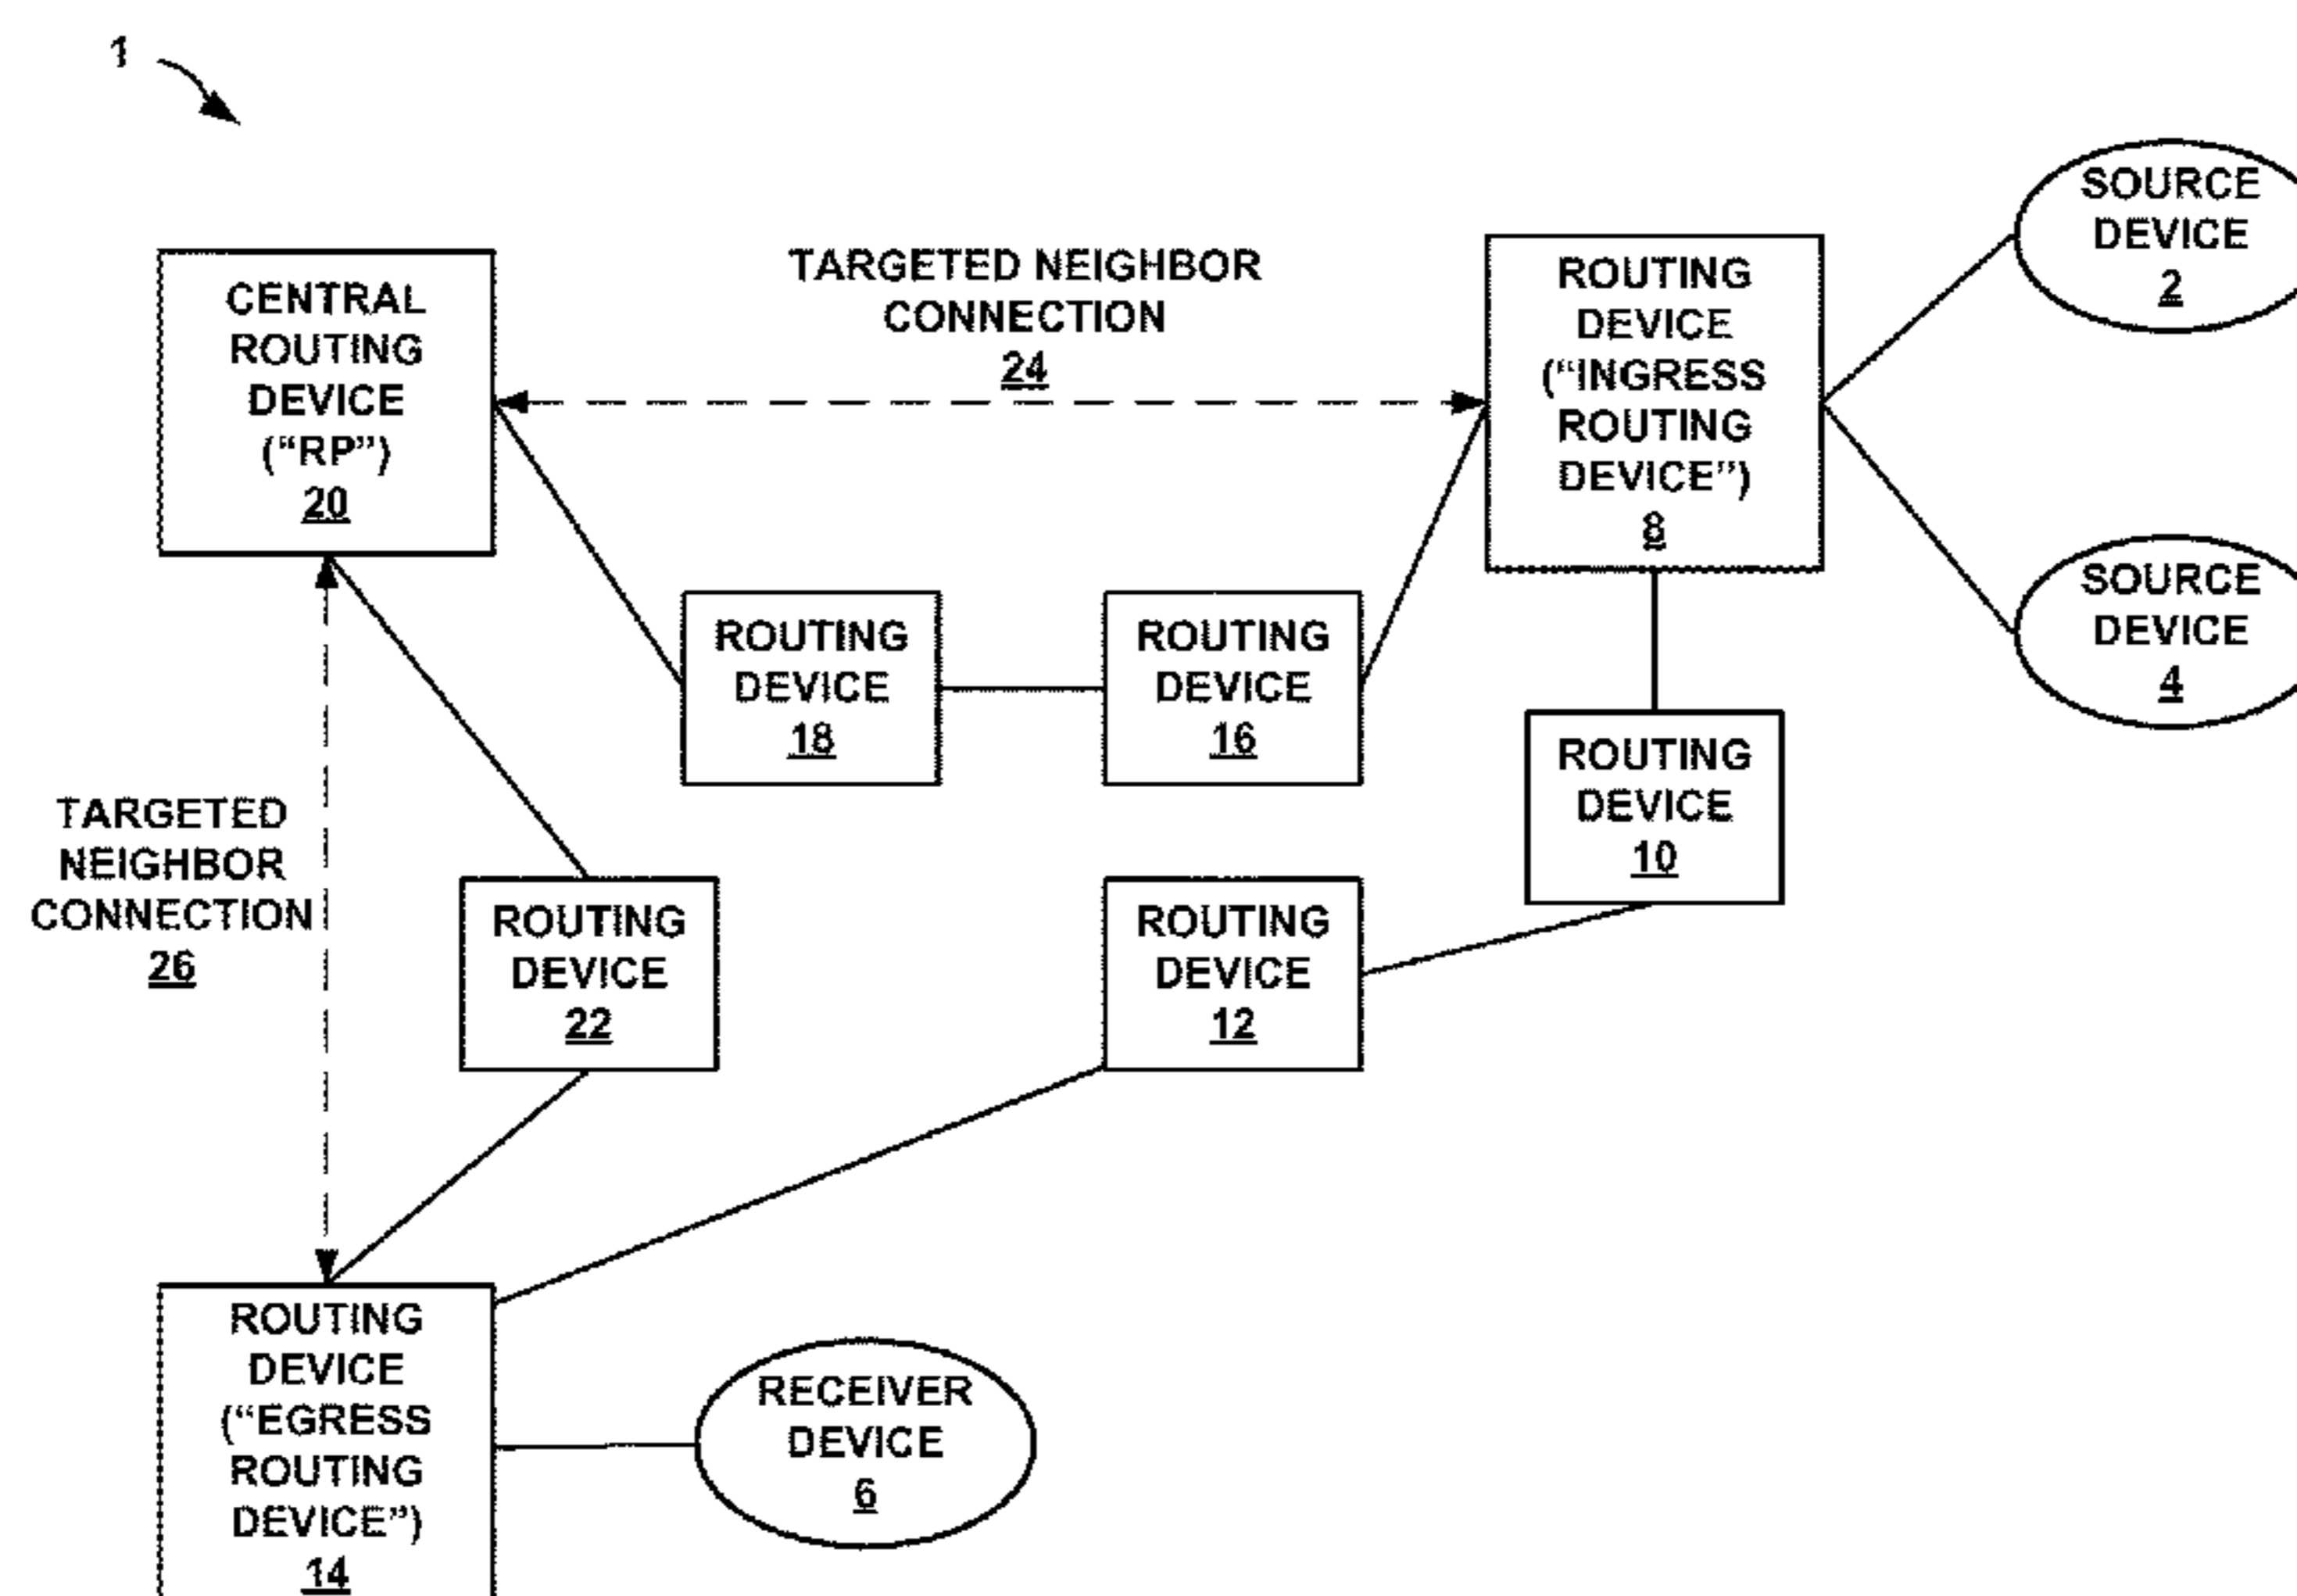 1
SOURCE
DEVICE
2
TARGETED NEIGHBOR
CONNECTION
24
CENTRAL
ROUTING
DEVICE
(“RP”)
20
ROUTING
DEVICE
(“INGRESS
ROUTING
DEVICE”)
8
SOURCE
DEVICE
4
ROUTING
DEVICE
18
ROUTING
DEVICE
16
ROUTING
DEVICE
10
TARGETED
NEIGHBOR
CONNECTION
26
ROUTING
DEVICE
22
ROUTING
DEVICE
12
ROUTING
DEVICE
(“EGRESS
ROUTING
DEVICE”)
14
RECEIVER
DEVICE
6